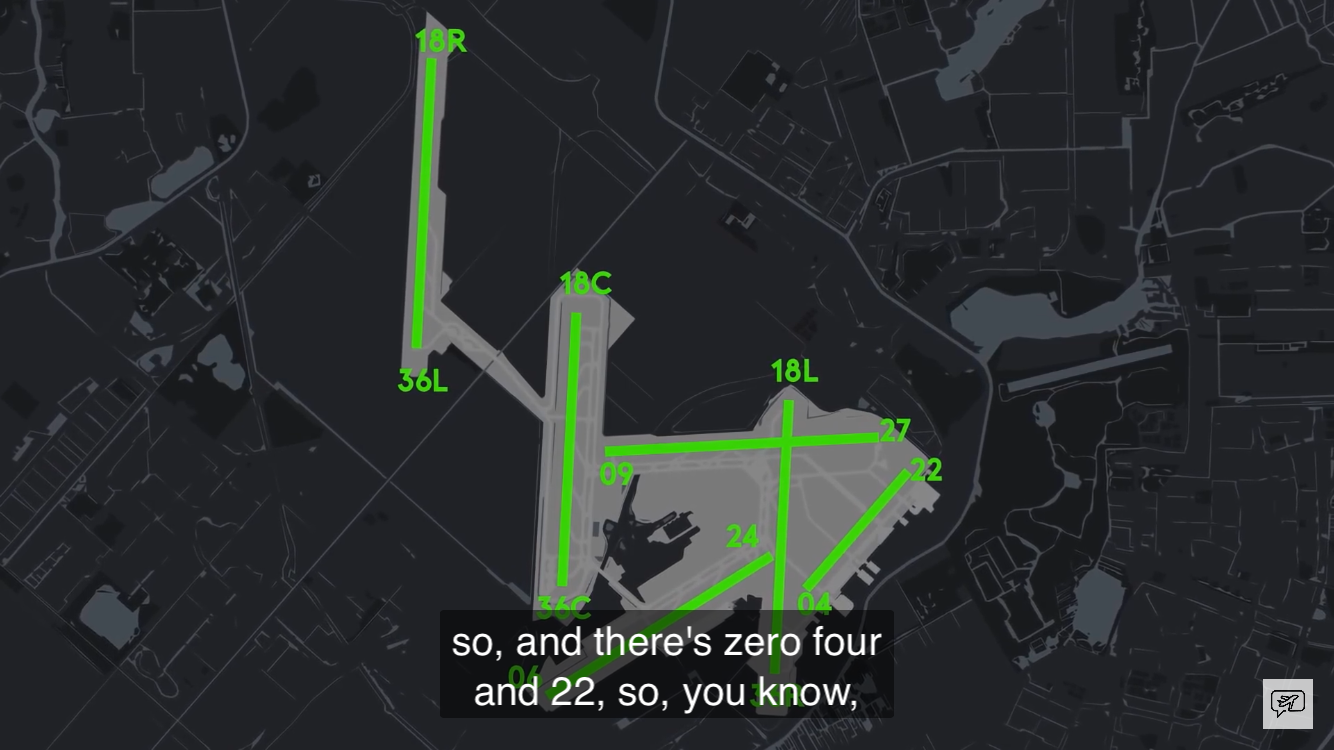 18R
18C
18L
36L
27
22
09
24
04
36C
06
so, and there's zero four
and 22, so, you know,